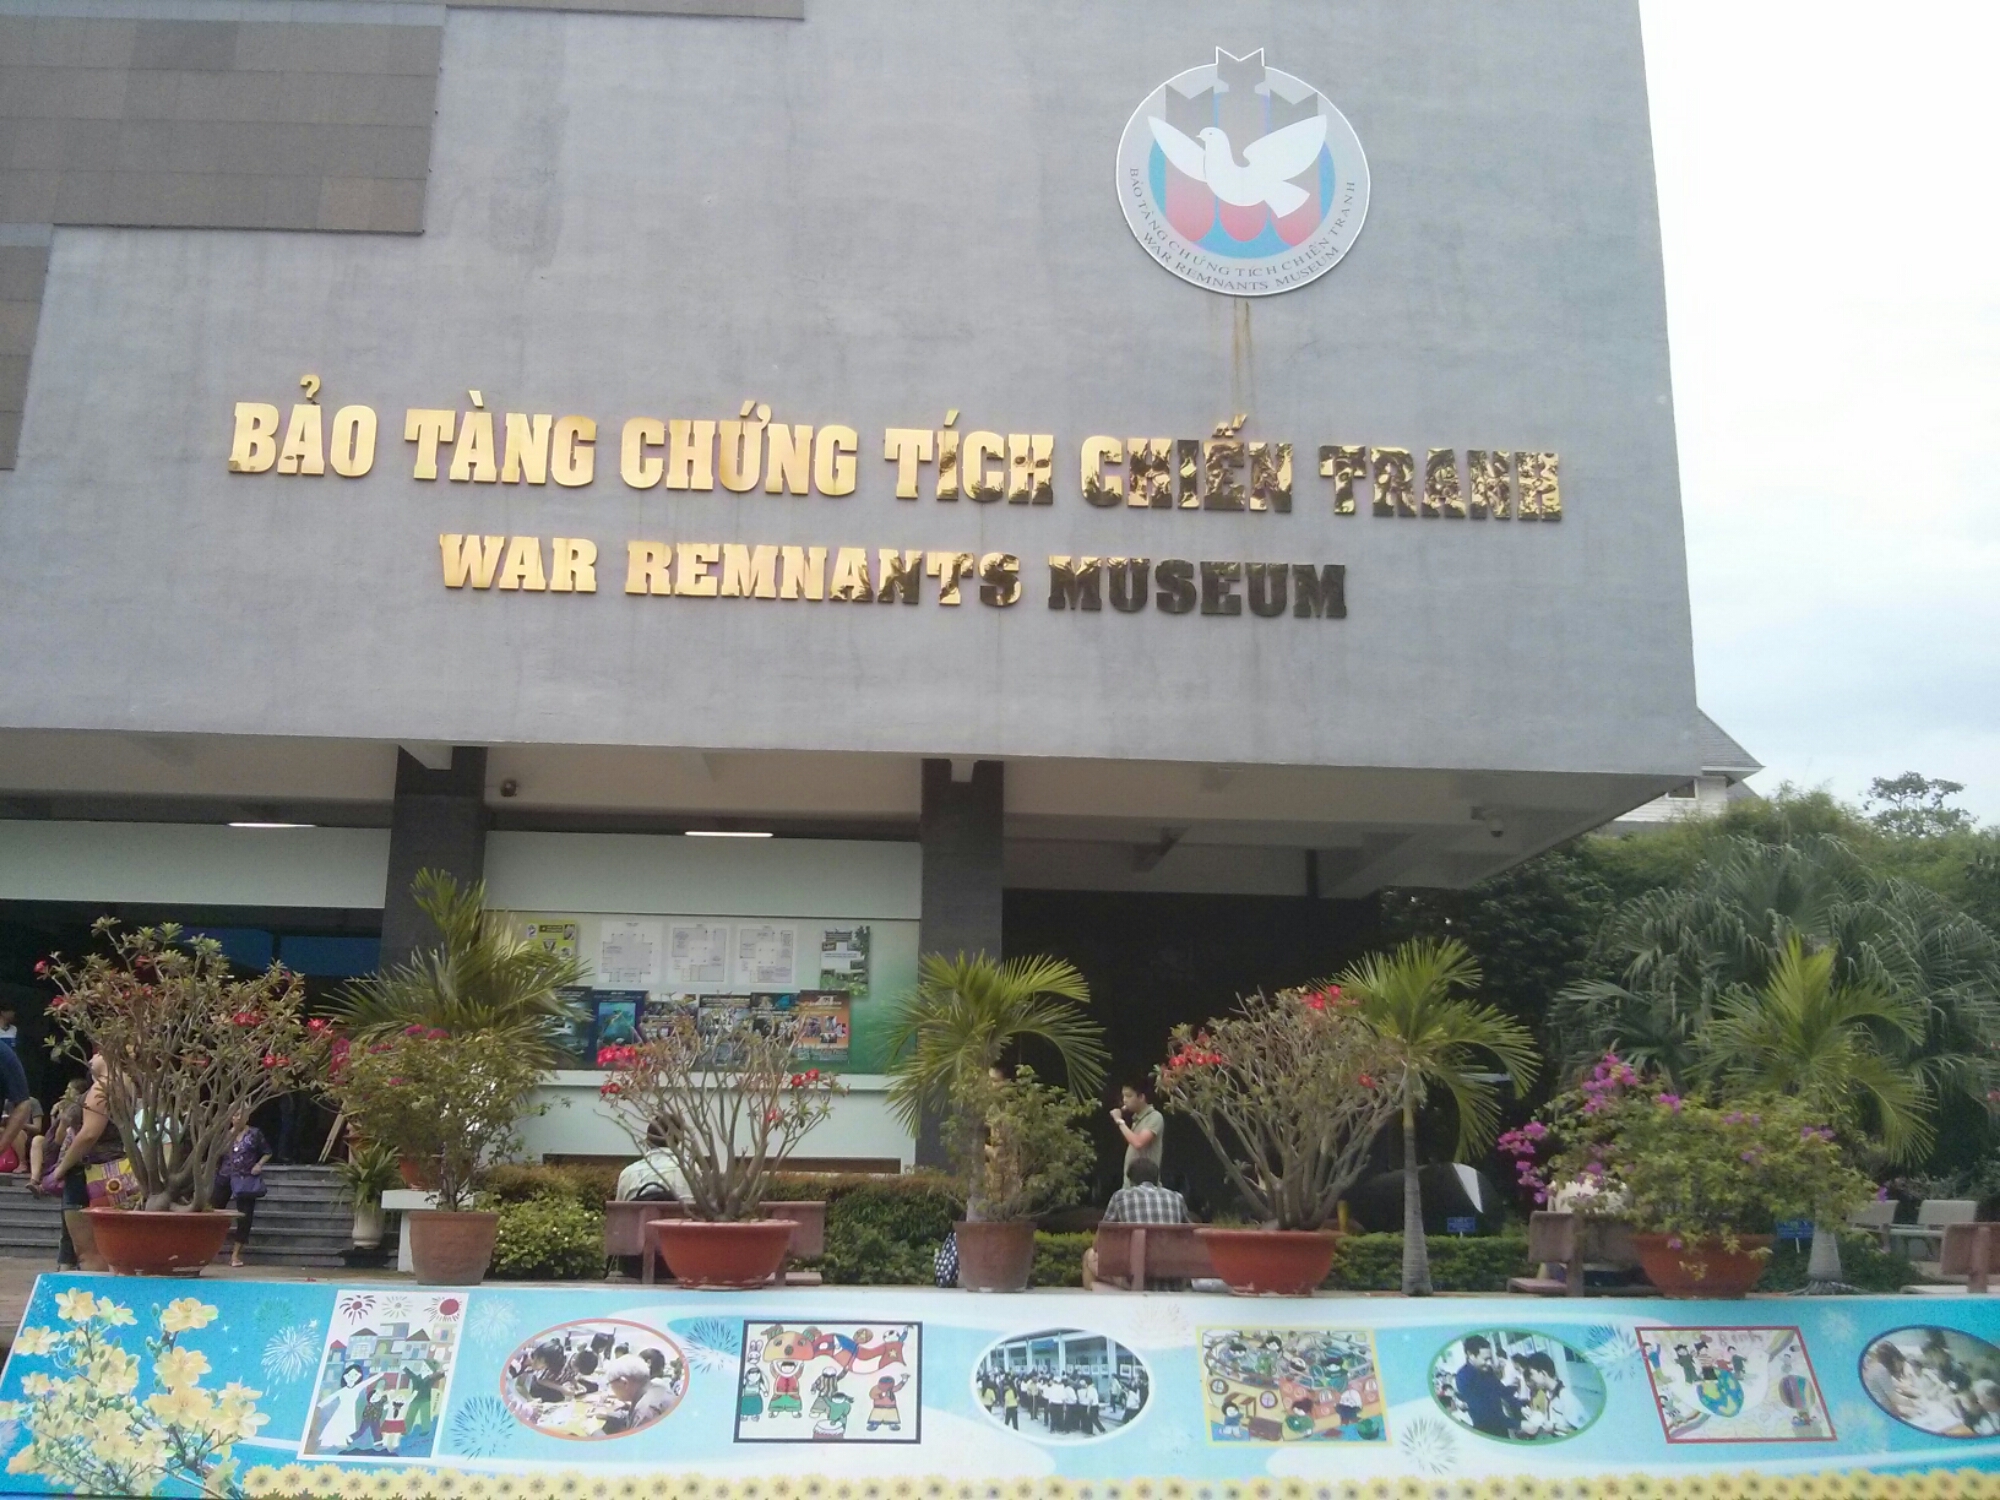 BẢO TÀNG CHỨNG TÍCH CHIẾN TRANH
WAR REMNANTS MUSEUM
BẢO TÀNG CHỨNG TÍCH CHIẾN TRANH
WAR REMNANTS MUSEUM